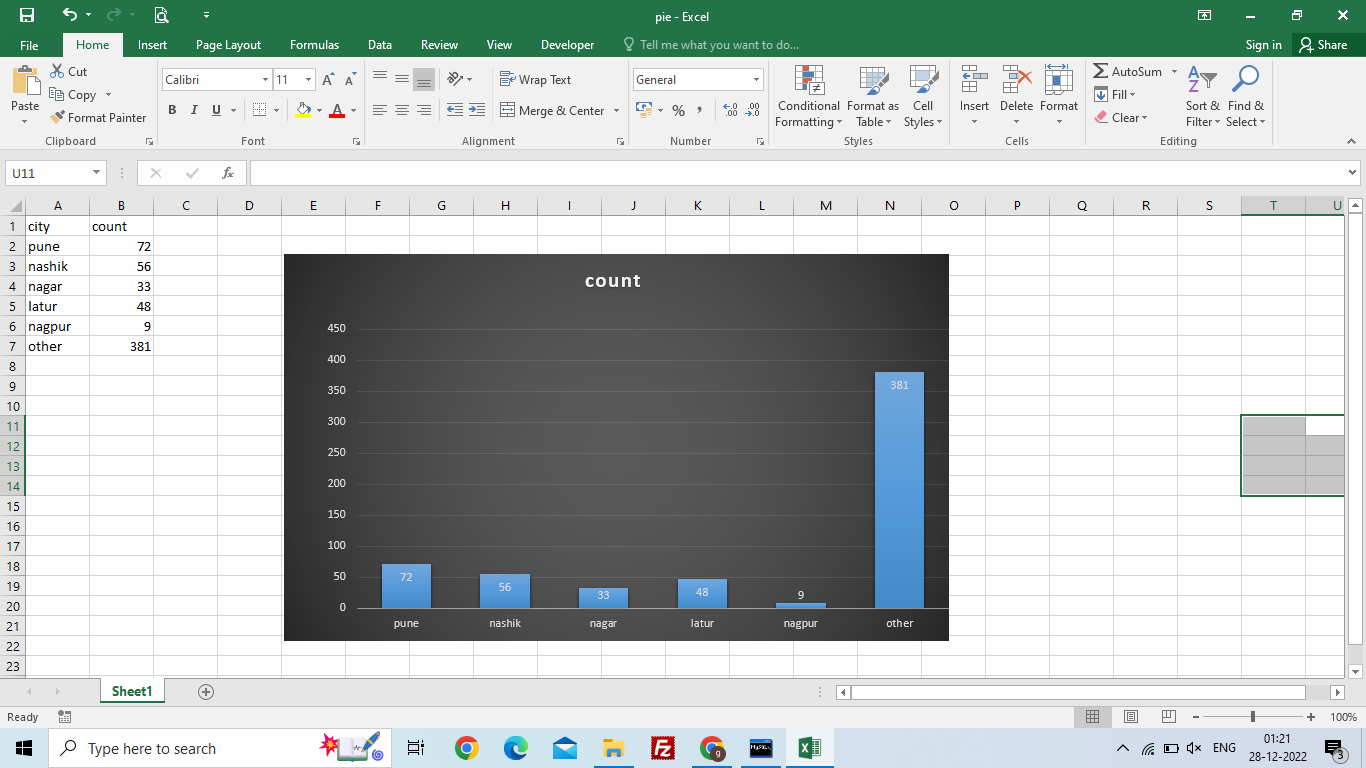 pie - Excel
File Home Insert Page Layout Formulas Data Review View Developer Tell me what you want to do... Sign in Share
Paste
Cut
Copy
Format Painter
Clipboard
Calibri 11
B I U A
Font
Wrap Text
Merge & Center
Alignment
General
% ,
Number
Conditional Formatting
Format as Table
Cell Styles
Styles
Insert Delete Format
Cells
AutoSum
Fill
Clear
Sort & Filter
Find & Select
Editing
U11 fx
A B C D E F G H I J K L M N O P Q R S T U
1 city count
2 pune 72
3 nashik 56
4 nagar 33
5 latur 48
6 nagpur 9
7 other 381
8
9
10
11
12
13
14
15
16
17
18
19
20
21
22
23
count
450
400
350
300
250
200
150
100
50
0
72 56 33 48 9 381
pune nashik nagar latur nagpur other
Sheet1
Ready 100%
Type here to search
MySQL
ENG
01:21
28-12-2022
3